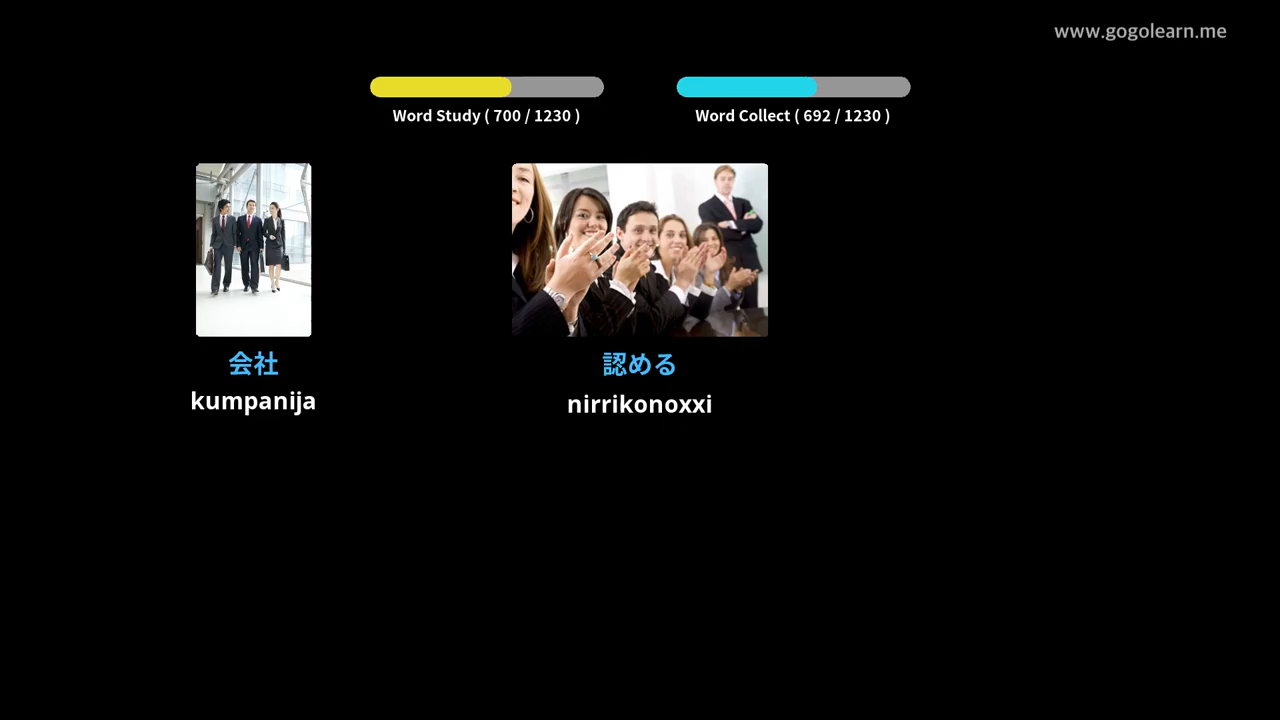 www.gogolearn.me
Word Study ( 700 / 1230 )
Word Collect ( 692 / 1230 )
会社
kumpanija
認める
nirrikonoxxi